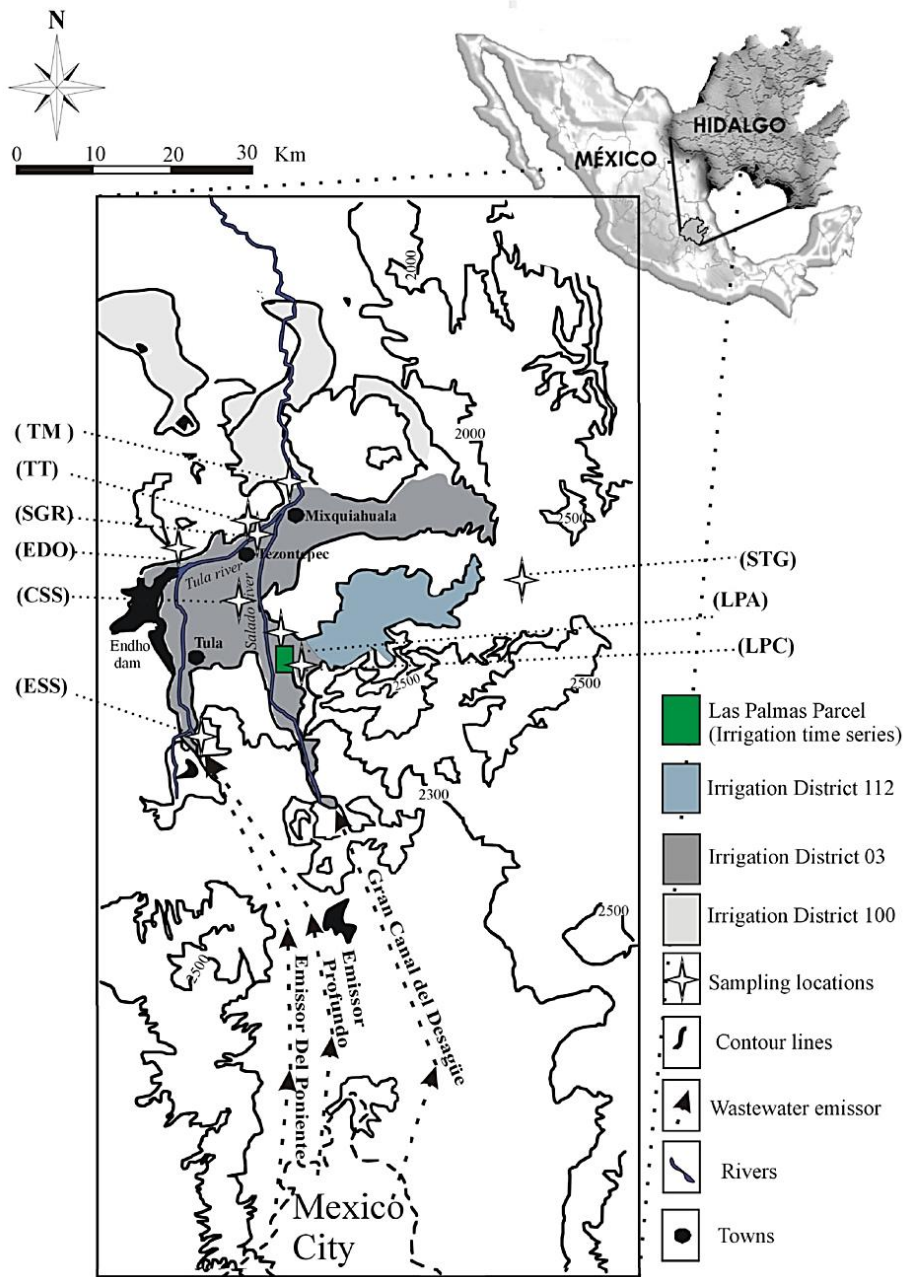 N
0 10 20 30 Km
MÉXICO
HIDALGO
2000
2000
2500
(TM )
(TT)
(SGR)
(EDO)
(CSS)
(ESS)
Mixquiahuala
Tezontepec
Tula river
Salado River
Endho
dam
Tula
(STG)
(LPA)
(LPC)
2500
2500
2300
2500
2500
Gran Canal del Desagüe
Emissor
Profundo
Emissor Del Poniente
Mexico
City
Las Palmas Parcel
(Irrigation time series)
Irrigation District 112
Irrigation District 03
Irrigation District 100
Sampling locations
Contour lines
Wastewater emissor
Rivers
Towns